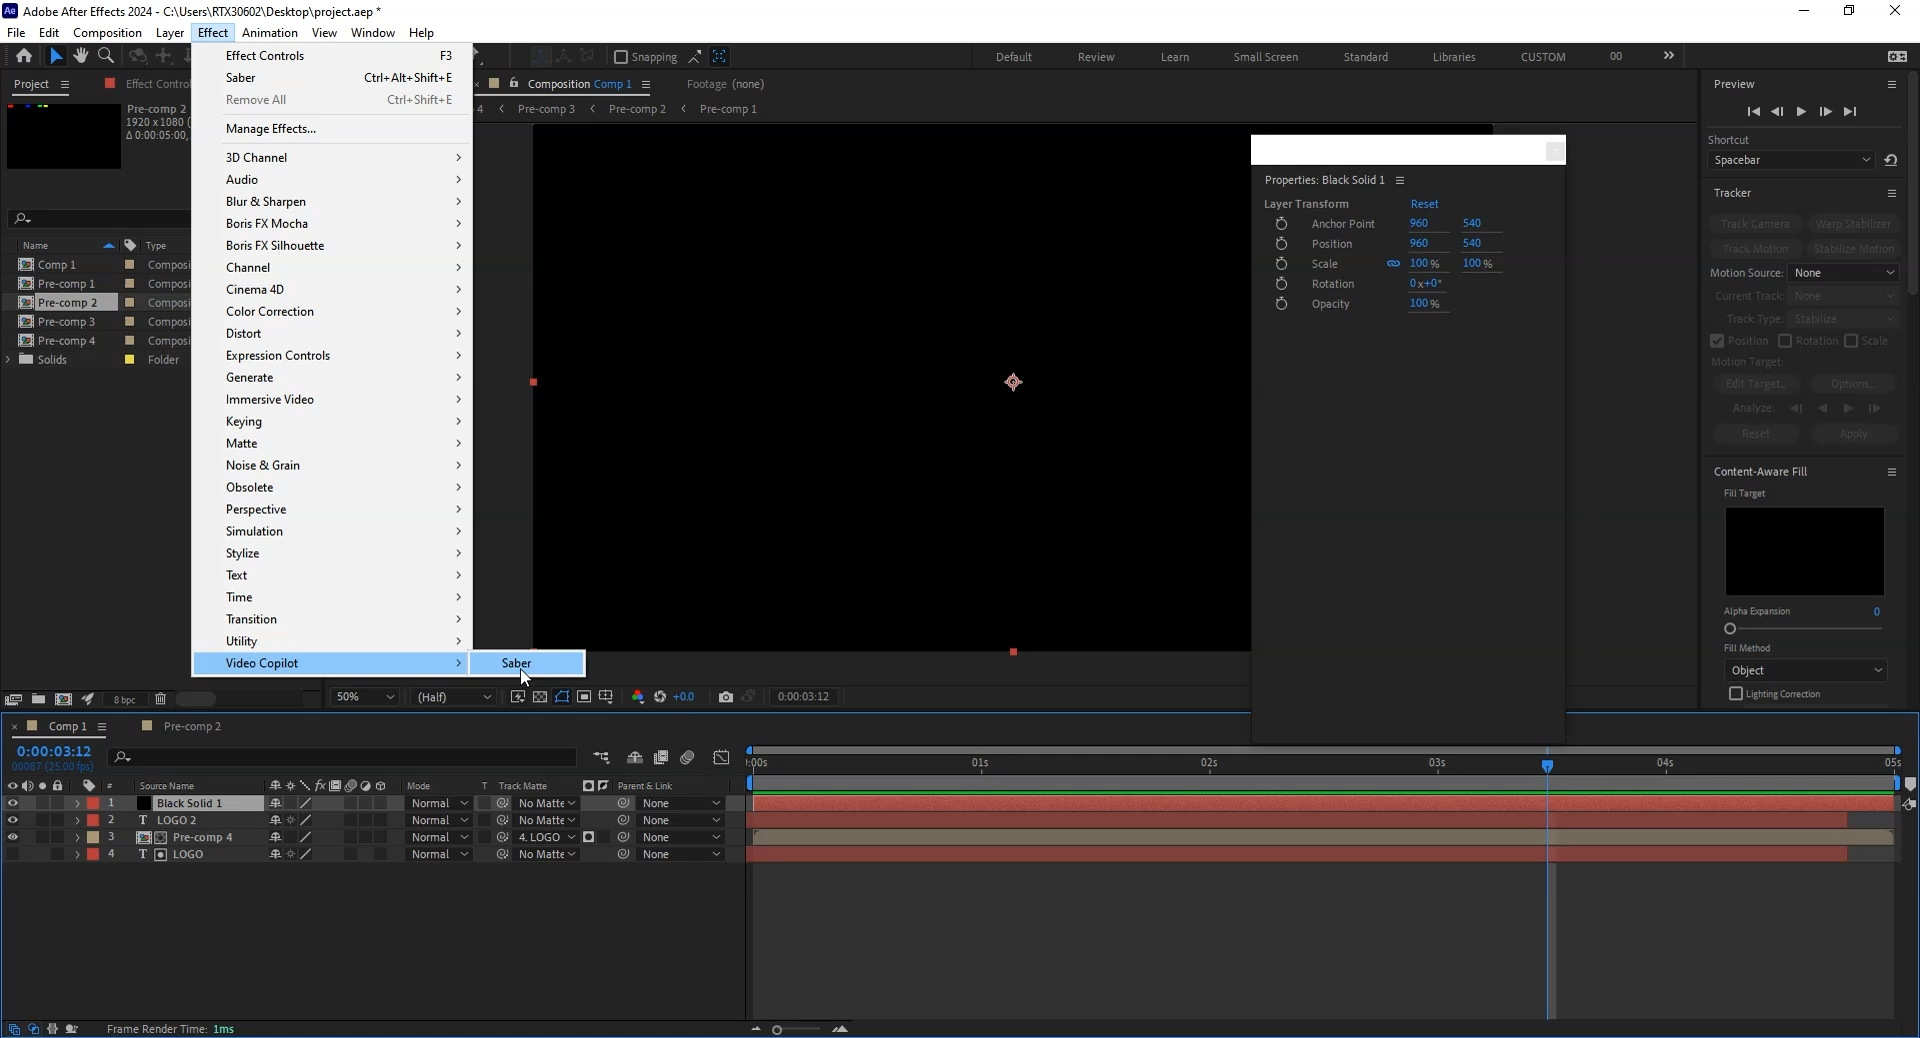 Adobe After Effects 2024 - C:\Users\RTX30602\Desktop\project.aep *
File Edit Composition Layer Effect Animation View Window Help
Snapping Default Review Learn Small Screen Standard Libraries CUSTOM 00
Project
Effect Control
Pre-comp 2
1920 x 1080
Δ 0:00:05:00,
Name Type
Comp 1 Composi
Pre-comp 1 Composi
Pre-comp 2 Composi
Pre-comp 3 Composi
Pre-comp 4 Composi
Solids Folder
8 bpc
Effect Controls F3
Saber Ctrl+Alt+Shift+E
Remove All Ctrl+Shift+E
Manage Effects...
3D Channel
Audio
Blur & Sharpen
Boris FX Mocha
Boris FX Silhouette
Channel
Cinema 4D
Color Correction
Distort
Expression Controls
Generate
Immersive Video
Keying
Matte
Noise & Grain
Obsolete
Perspective
Simulation
Stylize
Text
Time
Transition
Utility
Video Copilot
Saber
Composition Comp 1 Footage (none)
4 Pre-comp 3 Pre-comp 2 Pre-comp 1
50% (Half) +0.0 0:00:03:12
Properties: Black Solid 1
Layer Transform Reset
Anchor Point 960 540
Position 960 540
Scale 100 % 100 %
Rotation 0x+0°
Opacity 100 %
Preview
Shortcut
Spacebar
Tracker
Track Camera Warp Stabilizer
Track Motion Stabilize Motion
Motion Source: None
Current Track: None
Track Type: Stabilize
Position Rotation Scale
Motion Target:
Edit Target... Options...
Analyze:
Reset Apply
Content-Aware Fill
Fill Target
Alpha Expansion 0
Fill Method
Object
Lighting Correction
Comp 1 Pre-comp 2
0:00:03:12
00087 (25.00 fps)
:00s 01s 02s 03s 04s 05s
# Source Name fx Mode T Track Matte Parent & Link
1 Black Solid 1 Normal No Matte None
2 T LOGO 2 Normal No Matte None
3 Pre-comp 4 Normal 4. LOGO None
4 T LOGO Normal No Matte None
Frame Render Time: 1ms